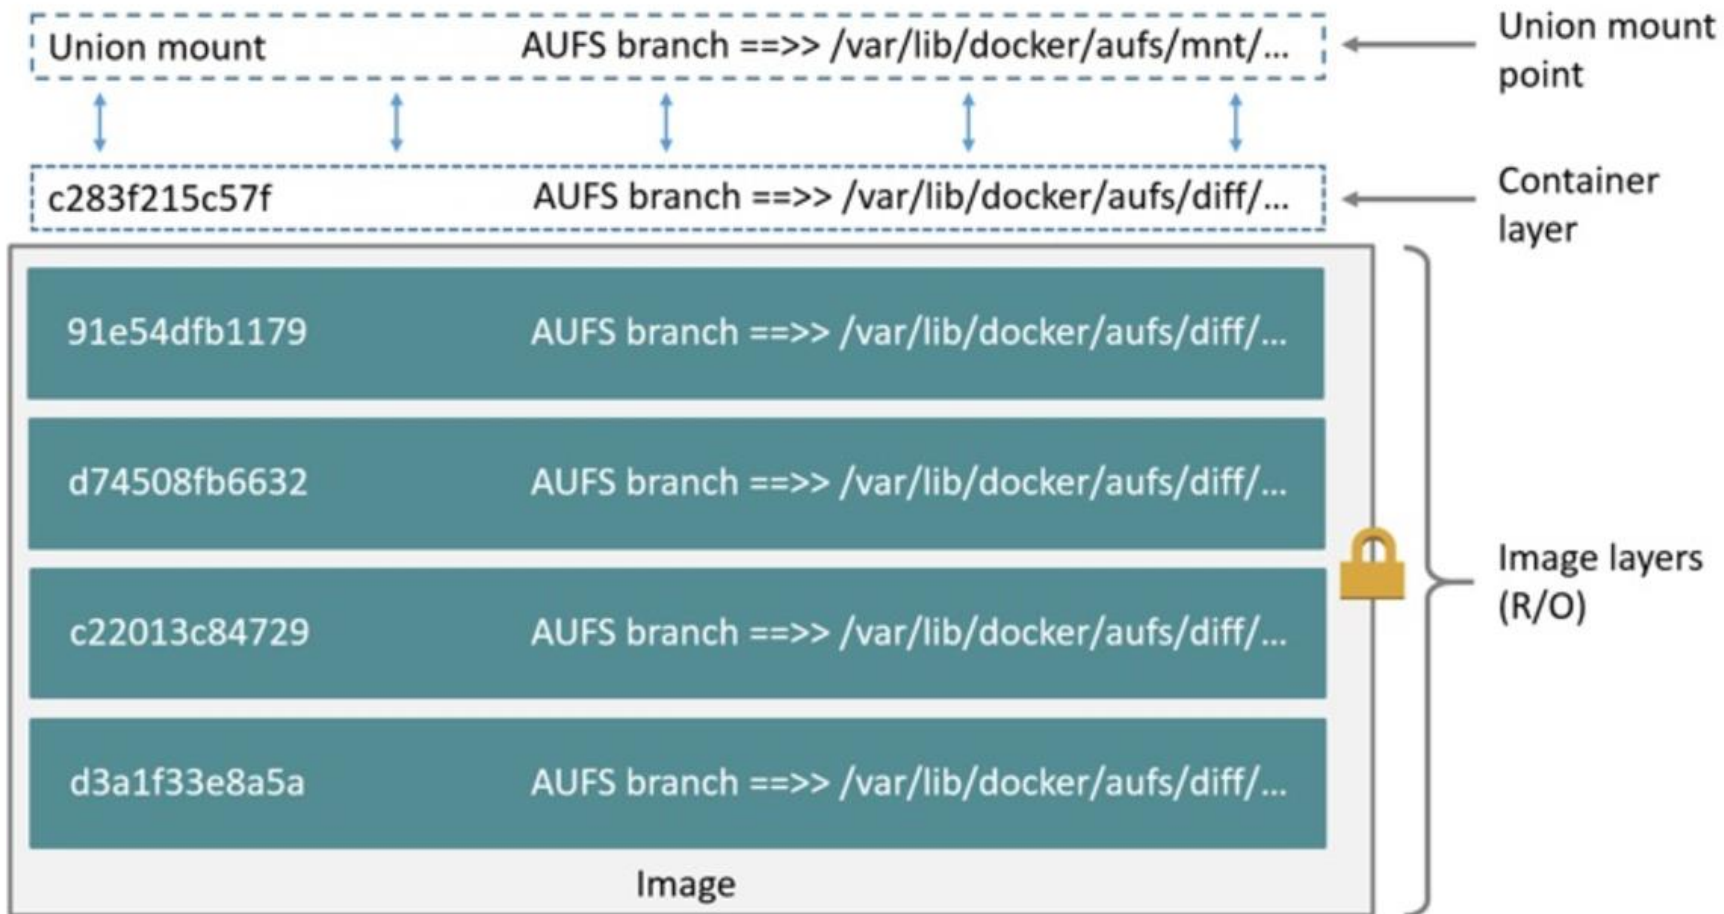 Union mount AUFS branch ==>> /var/lib/docker/aufs/mnt/...
Union mount
point
c283f215c57f AUFS branch ==>> /var/lib/docker/aufs/diff/...
Container
layer
91e54dfb1179 AUFS branch ==>> /var/lib/docker/aufs/diff/...
d74508fb6632 AUFS branch ==>> /var/lib/docker/aufs/diff/...
c22013c84729 AUFS branch ==>> /var/lib/docker/aufs/diff/...
d3a1f33e8a5a AUFS branch ==>> /var/lib/docker/aufs/diff/...
Image layers
(R/O)
Image